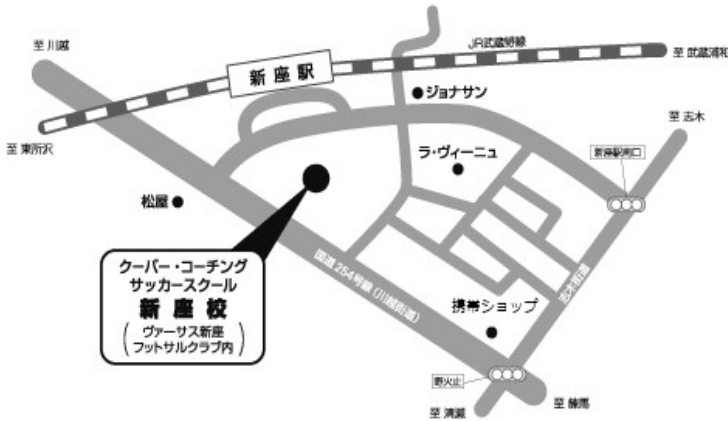 至 川越
JR武蔵野線
至 武蔵浦和
新座駅
ジョナサン
至 志木
至 東所沢
ラ・ヴィーニュ
新座駅南口
松屋
クーバー・コーチング
サッカースクール
新座校
(ヴァーサス新座
フットサルクラブ内)
国道254号線(川越街道)
志木街道
携帯ショップ
野火止
至 清瀬
至 練馬